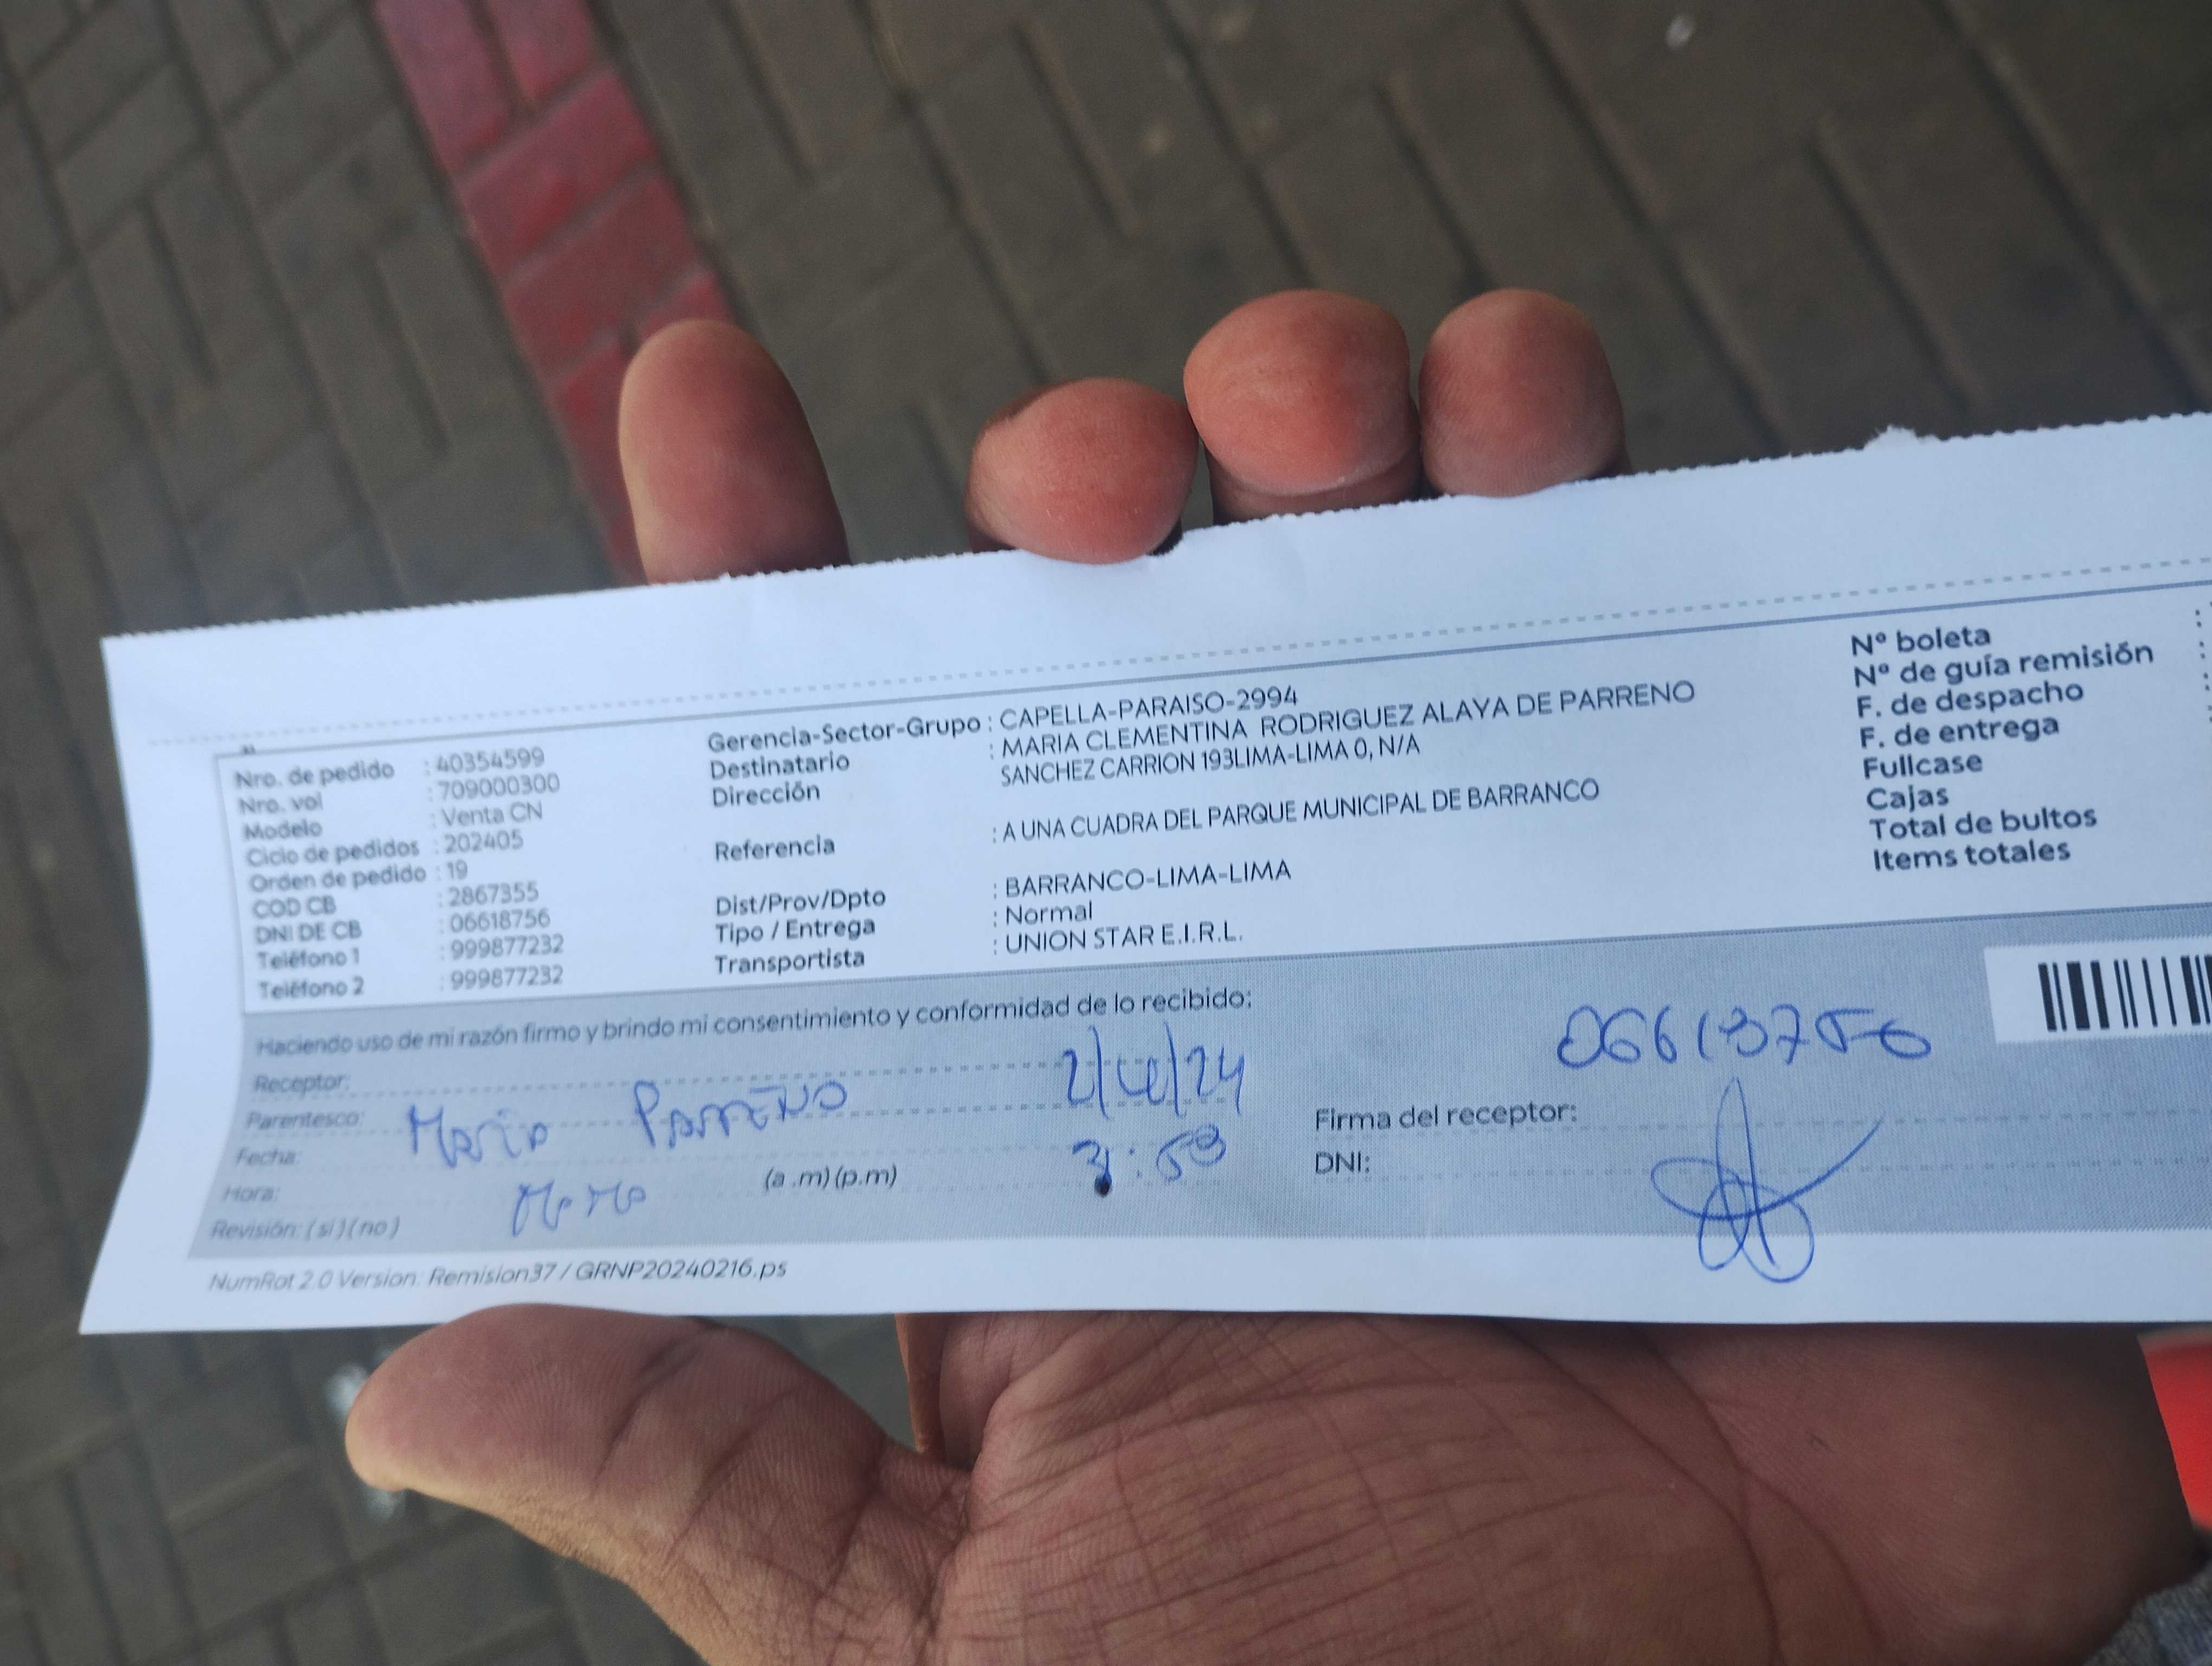 Nro. de pedido : 40354599
Nro. vol : 709000300
Modelo : Venta CN
Ciclo de pedidos : 202405
Orden de pedido : 19
COD CB : 2867355
DNI DE CB : 06618756
Teléfono 1 : 999877232
Teléfono 2 : 999877232
Gerencia-Sector-Grupo : CAPELLA-PARAISO-2994
Destinatario : MARIA CLEMENTINA RODRIGUEZ ALAYA DE PARRENO
Dirección SANCHEZ CARRION 193LIMA-LIMA 0, N/A
Referencia : A UNA CUADRA DEL PARQUE MUNICIPAL DE BARRANCO
Dist/Prov/Dpto : BARRANCO-LIMA-LIMA
Tipo / Entrega : Normal
Transportista : UNION STAR E.I.R.L.
Nº boleta :
Nº de guía remisión :
F. de despacho :
F. de entrega
Fullcase
Cajas
Total de bultos
Items totales
Haciendo uso de mi razón firmo y brindo mi consentimiento y conformidad de lo recibido:
Receptor:
Parentesco: Maria Parreño
Fecha:
Hora: (a .m) (p.m) 3:59
Revisión: ( si ) ( no )
06613756
Firma del receptor:
DNI:
NumRot 2.0 Version: Remision37 / GRNP20240216.ps